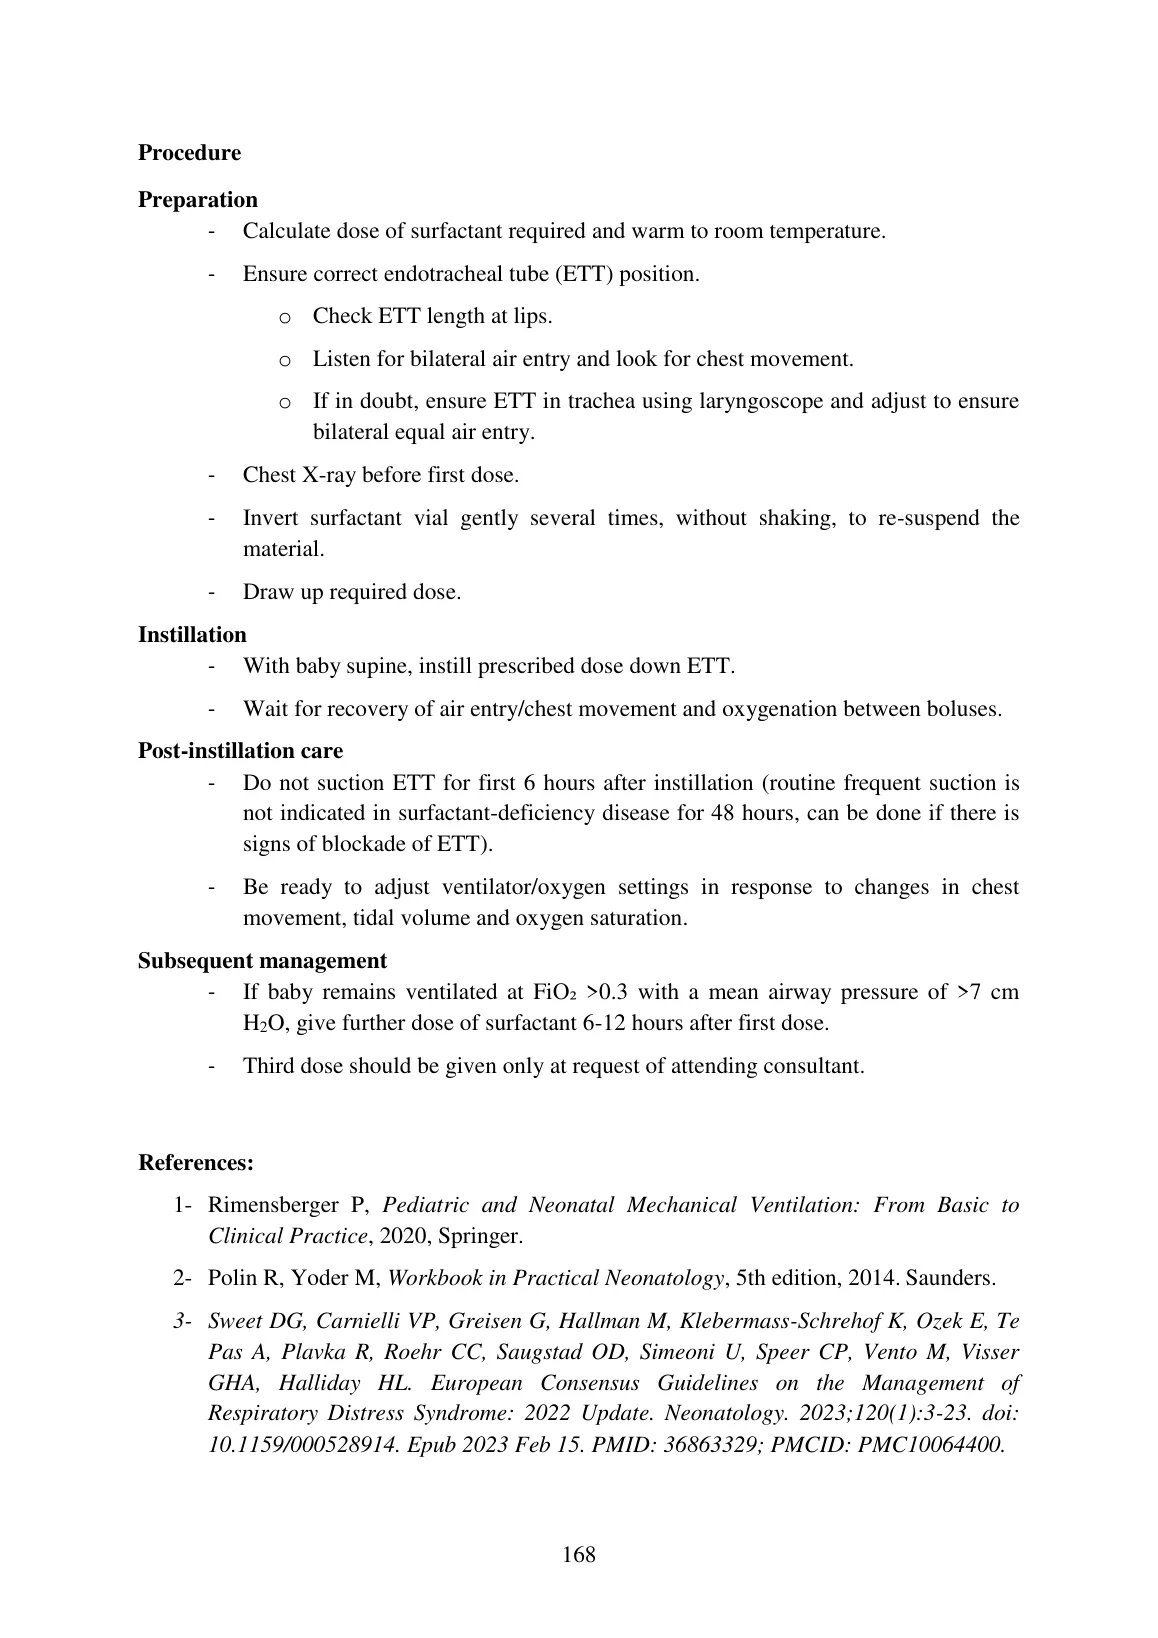 Procedure
Preparation
- Calculate dose of surfactant required and warm to room temperature.
- Ensure correct endotracheal tube (ETT) position.
o Check ETT length at lips.
o Listen for bilateral air entry and look for chest movement.
o If in doubt, ensure ETT in trachea using laryngoscope and adjust to ensure
bilateral equal air entry.
- Chest X-ray before first dose.
- Invert surfactant vial gently several times, without shaking, to re-suspend the
material.
- Draw up required dose.
Instillation
- With baby supine, instill prescribed dose down ETT.
- Wait for recovery of air entry/chest movement and oxygenation between boluses.
Post-instillation care
- Do not suction ETT for first 6 hours after instillation (routine frequent suction is
not indicated in surfactant-deficiency disease for 48 hours, can be done if there is
signs of blockade of ETT).
- Be ready to adjust ventilator/oxygen settings in response to changes in chest
movement, tidal volume and oxygen saturation.
Subsequent management
- If baby remains ventilated at FiO₂ >0.3 with a mean airway pressure of >7 cm
H₂O, give further dose of surfactant 6-12 hours after first dose.
- Third dose should be given only at request of attending consultant.
References:
1- Rimensberger P, Pediatric and Neonatal Mechanical Ventilation: From Basic to
Clinical Practice, 2020, Springer.
2- Polin R, Yoder M, Workbook in Practical Neonatology, 5th edition, 2014. Saunders.
3- Sweet DG, Carnielli VP, Greisen G, Hallman M, Klebermass-Schrehof K, Ozek E, Te
Pas A, Plavka R, Roehr CC, Saugstad OD, Simeoni U, Speer CP, Vento M, Visser
GHA, Halliday HL. European Consensus Guidelines on the Management of
Respiratory Distress Syndrome: 2022 Update. Neonatology. 2023;120(1):3-23. doi:
10.1159/000528914. Epub 2023 Feb 15. PMID: 36863329; PMCID: PMC10064400.
168